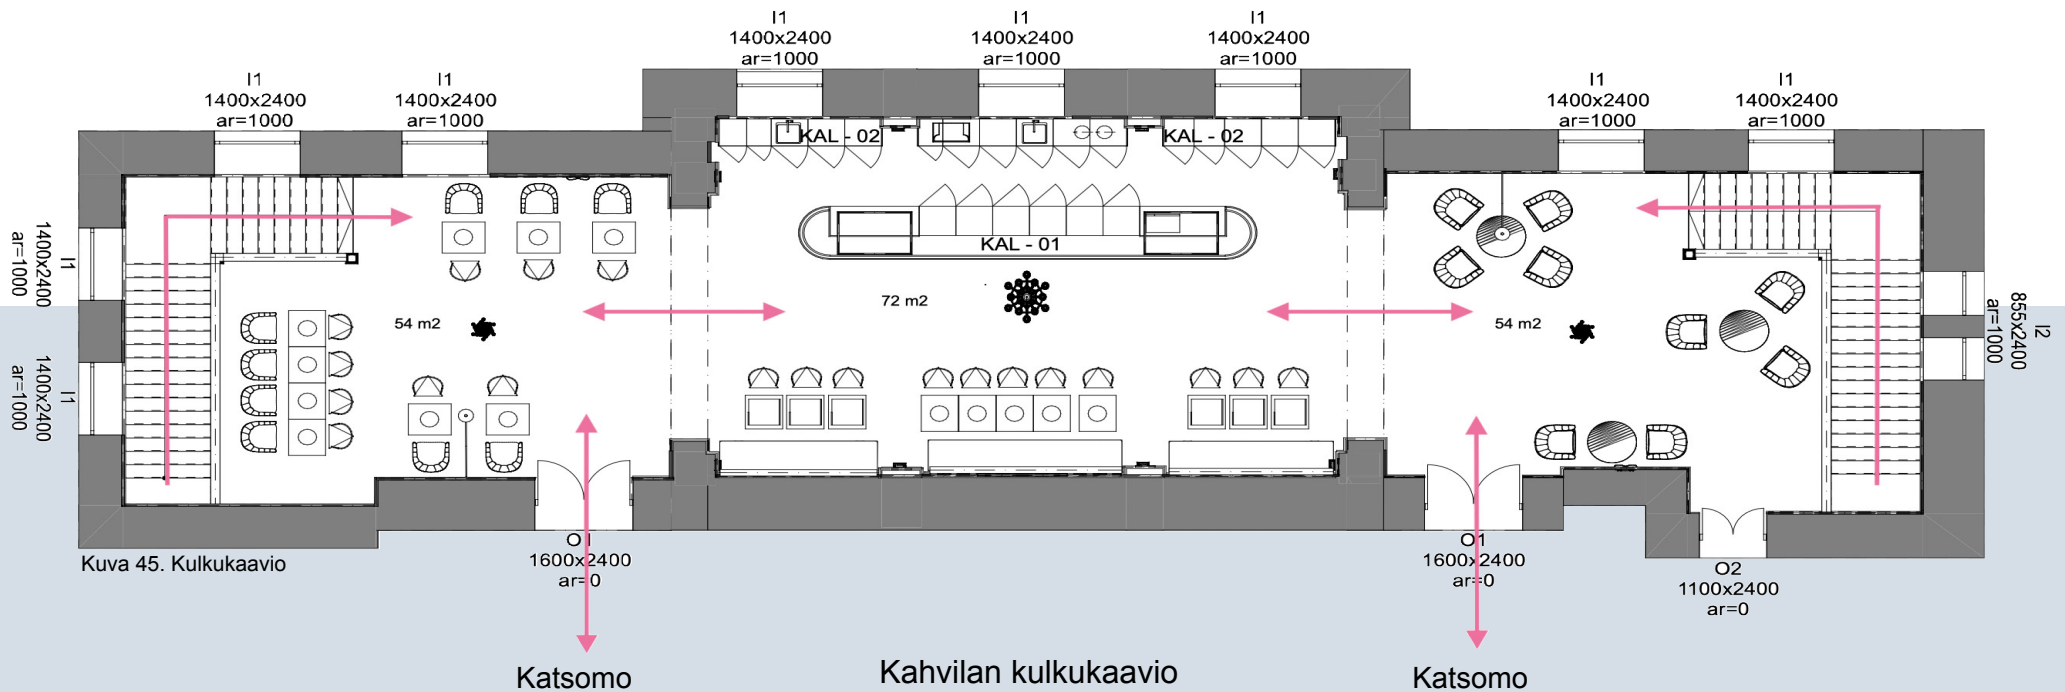 I1
1400x2400
ar=1000
I1
1400x2400
ar=1000
I1
1400x2400
ar=1000
I1
1400x2400
ar=1000
I1
1400x2400
ar=1000
I1
1400x2400
ar=1000
I1
1400x2400
ar=1000
KAL - 02
KAL - 02
KAL - 01
I1
1400x2400
ar=1000
I1
1400x2400
ar=1000
54 m2
72 m2
54 m2
I2
855x2400
ar=1000
Kuva 45. Kulkukaavio
O1
1600x2400
ar=0
O1
1600x2400
ar=0
O2
1100x2400
ar=0
Katsomo
Kahvilan kulkukaavio
Katsomo